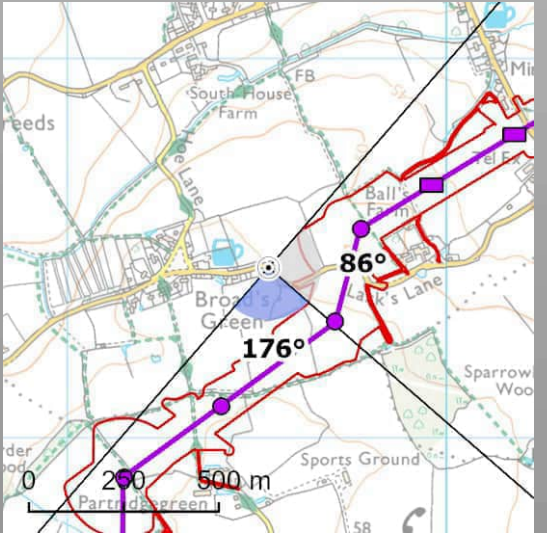 FB
South House
Farm
Hoe Lane
reeds
Tel Ex
Ball's
Farm
86°
Lark's Lane
Broad's
Green
176°
Sparrow
Woo
rder
ood
0 250 500 m
Sports Ground
Partridgegreen
58